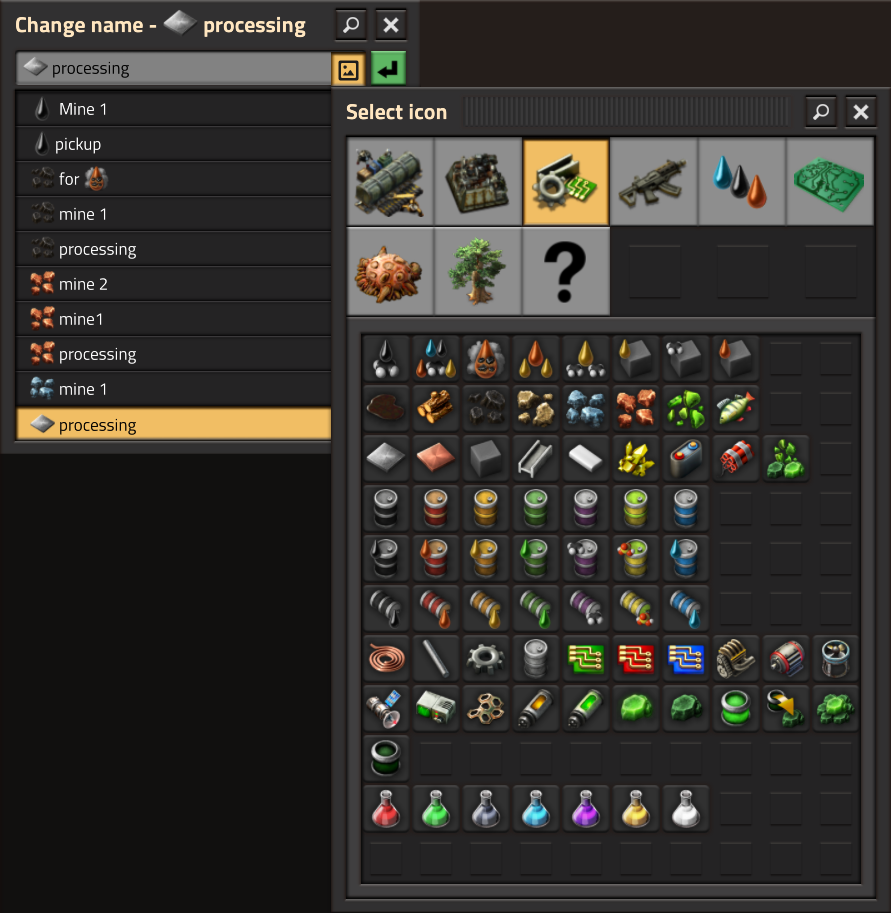 Change name - processing
processing
Mine 1
pickup
for
mine 1
processing
mine 2
mine1
processing
mine 1
processing
Select icon
?